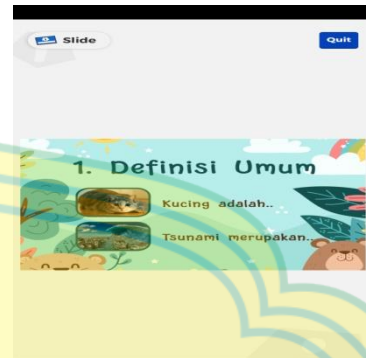 Slide
Quit
1. Definisi Umum
Kucing adalah..
Tsunami merupakan..